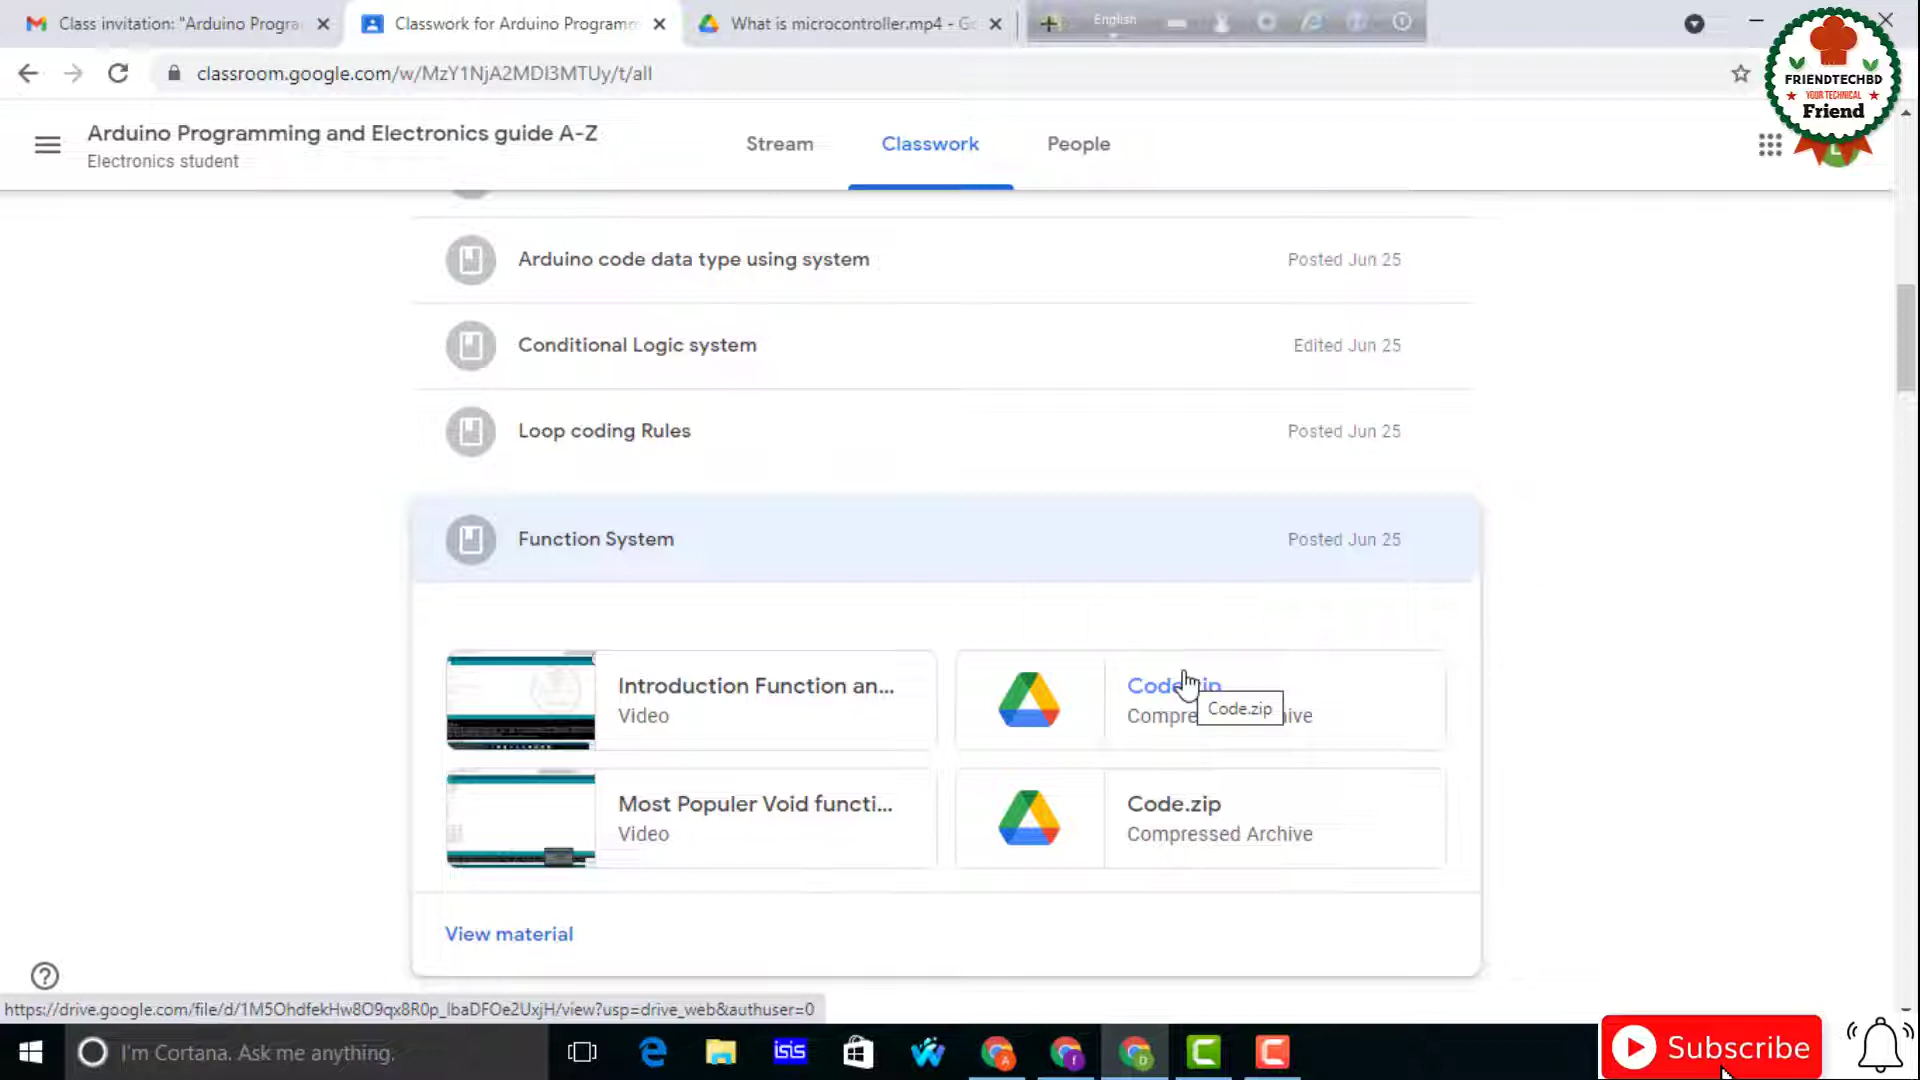 Class invitation: "Arduino Progra
Classwork for Arduino Programm
What is microcontroller.mp4 - Go
English
classroom.google.com/w/MzY1NjA2MDI3MTUy/t/all
FRIENDTECHBD
YOUR TECHNICAL
Friend
Arduino Programming and Electronics guide A-Z
Electronics student
Stream
Classwork
People
Arduino code data type using system
Posted Jun 25
Conditional Logic system
Edited Jun 25
Loop coding Rules
Posted Jun 25
Function System
Posted Jun 25
Introduction Function an...
Video
Code.zip
Compre
ive
Code.zip
Most Populer Void functi...
Video
Code.zip
Compressed Archive
View material
https://drive.google.com/file/d/1M5OhdfekHw8O9qx8R0p_lbaDFOe2UxjH/view?usp=drive_web&authuser=0
I'm Cortana. Ask me anything.
isis
Subscribe